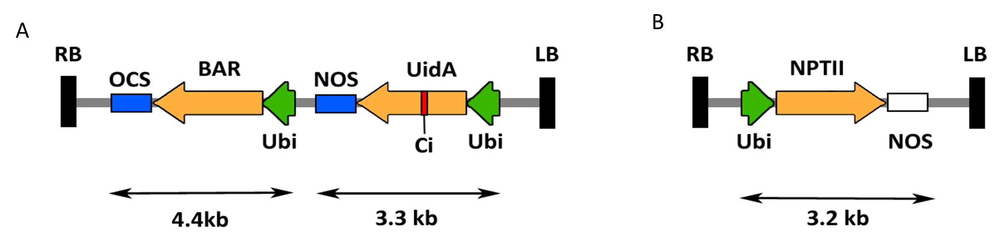 A
RB
OCS
BAR
NOS
UidA
LB
Ubi
Ci
Ubi
4.4kb
3.3 kb
B
RB
NPTII
LB
Ubi
NOS
3.2 kb